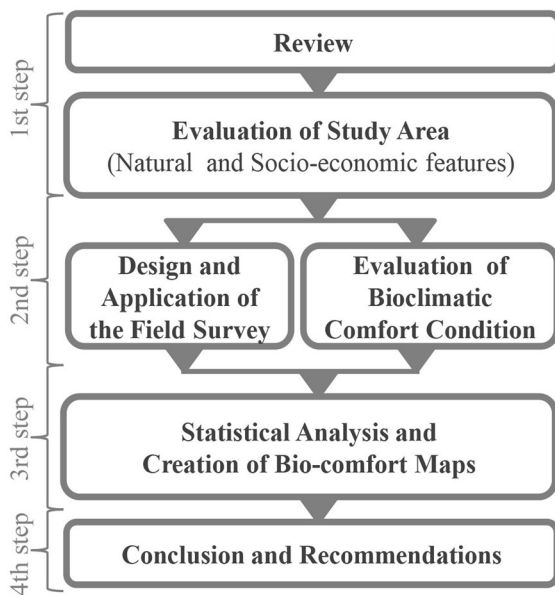 1st step
Review
Evaluation of Study Area
(Natural and Socio-economic features)
2nd step
Design and
Application of
the Field Survey
Evaluation of
Bioclimatic
Comfort Condition
3rd step
Statistical Analysis and
Creation of Bio-comfort Maps
4th step
Conclusion and Recommendations